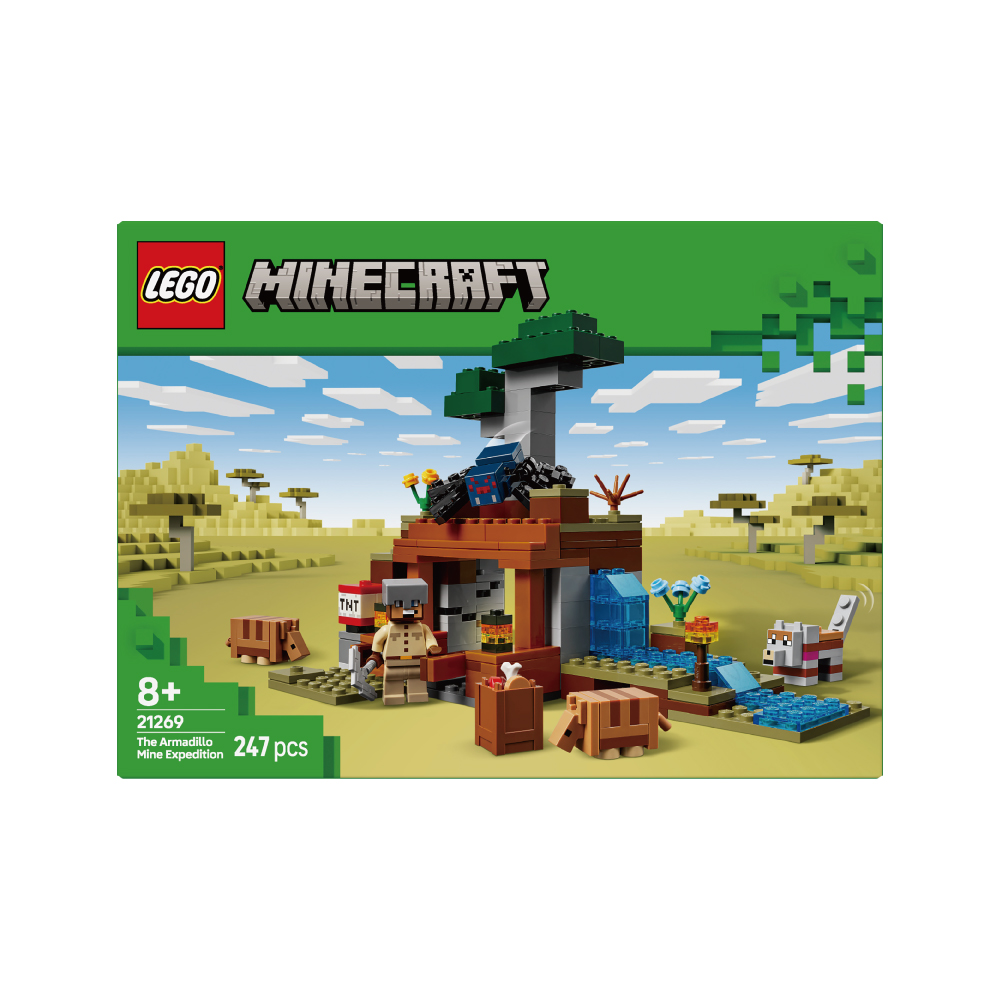 LEGO
MINECRAFT
TNT
8+
21269
The Armadillo
Mine Expedition
247 pcs